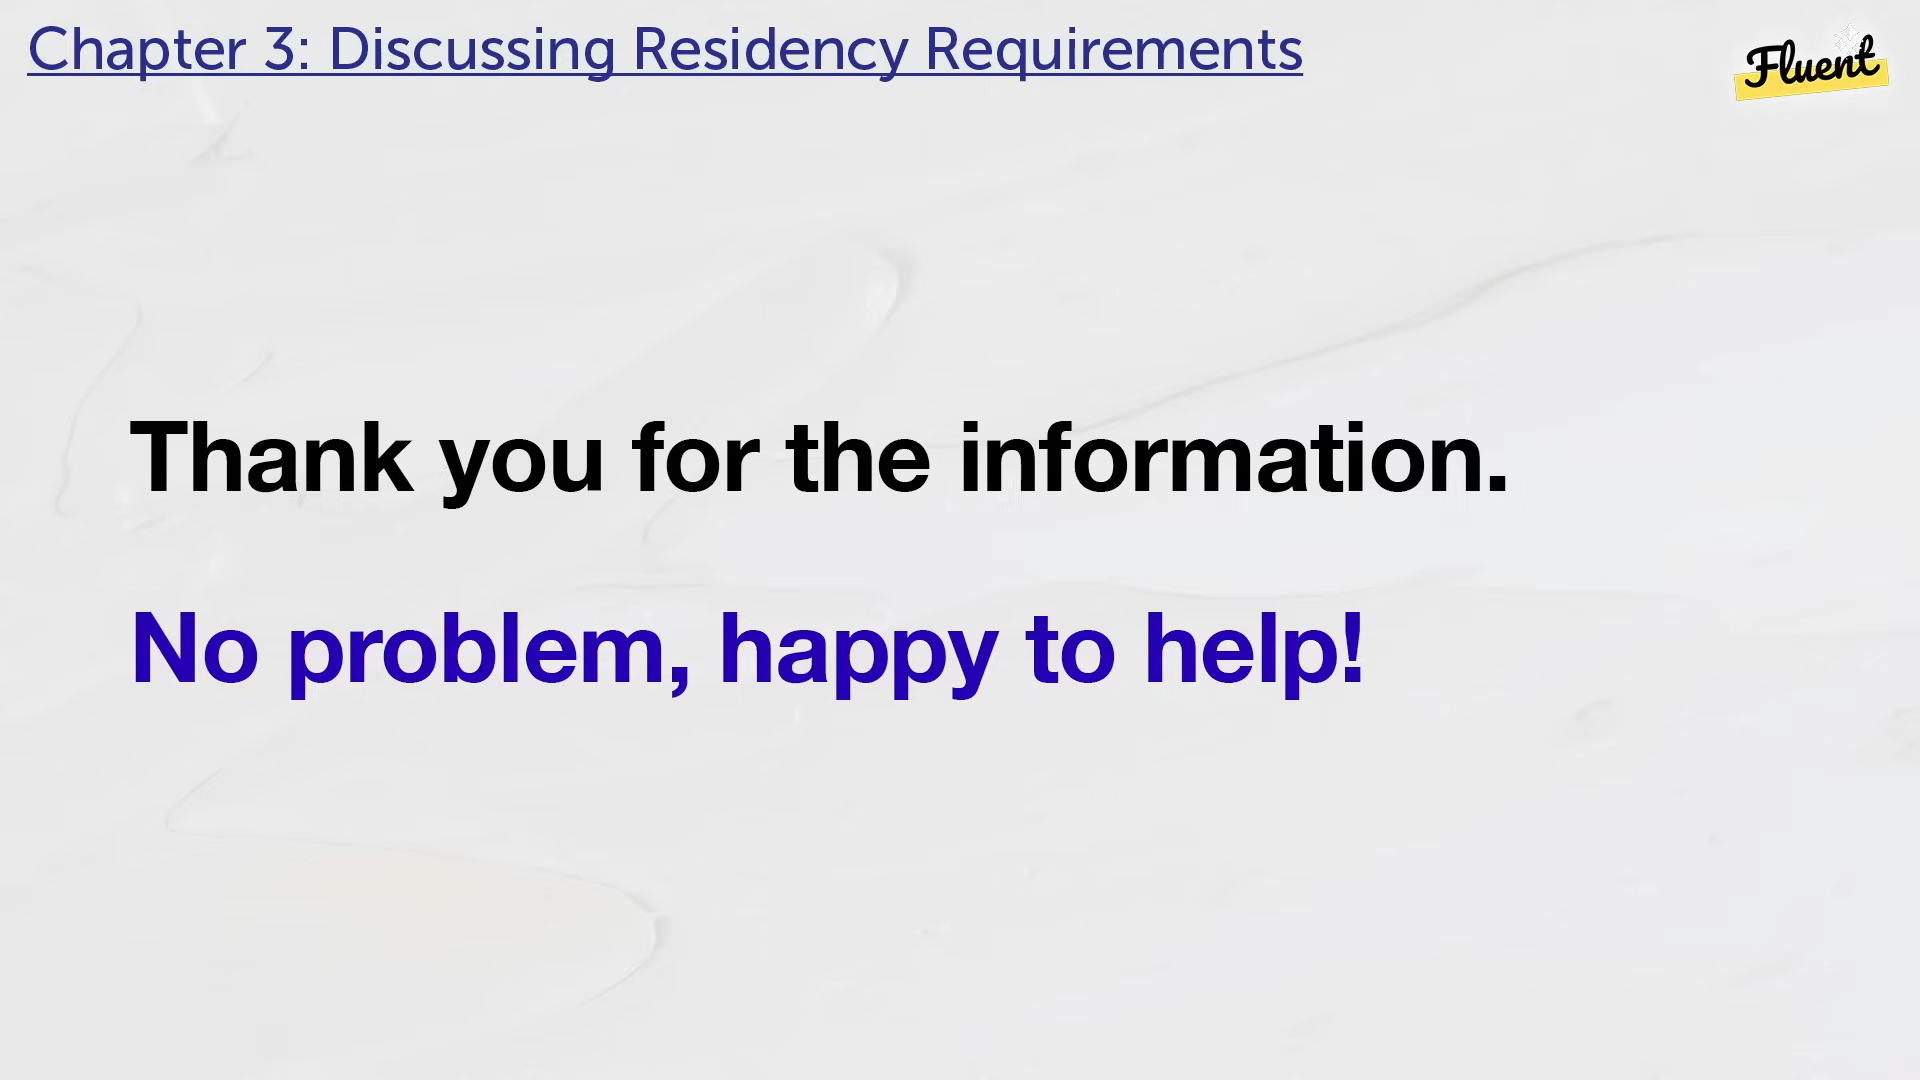 Chapter 3: Discussing Residency Requirements
Fluent
Thank you for the information.
No problem, happy to help!